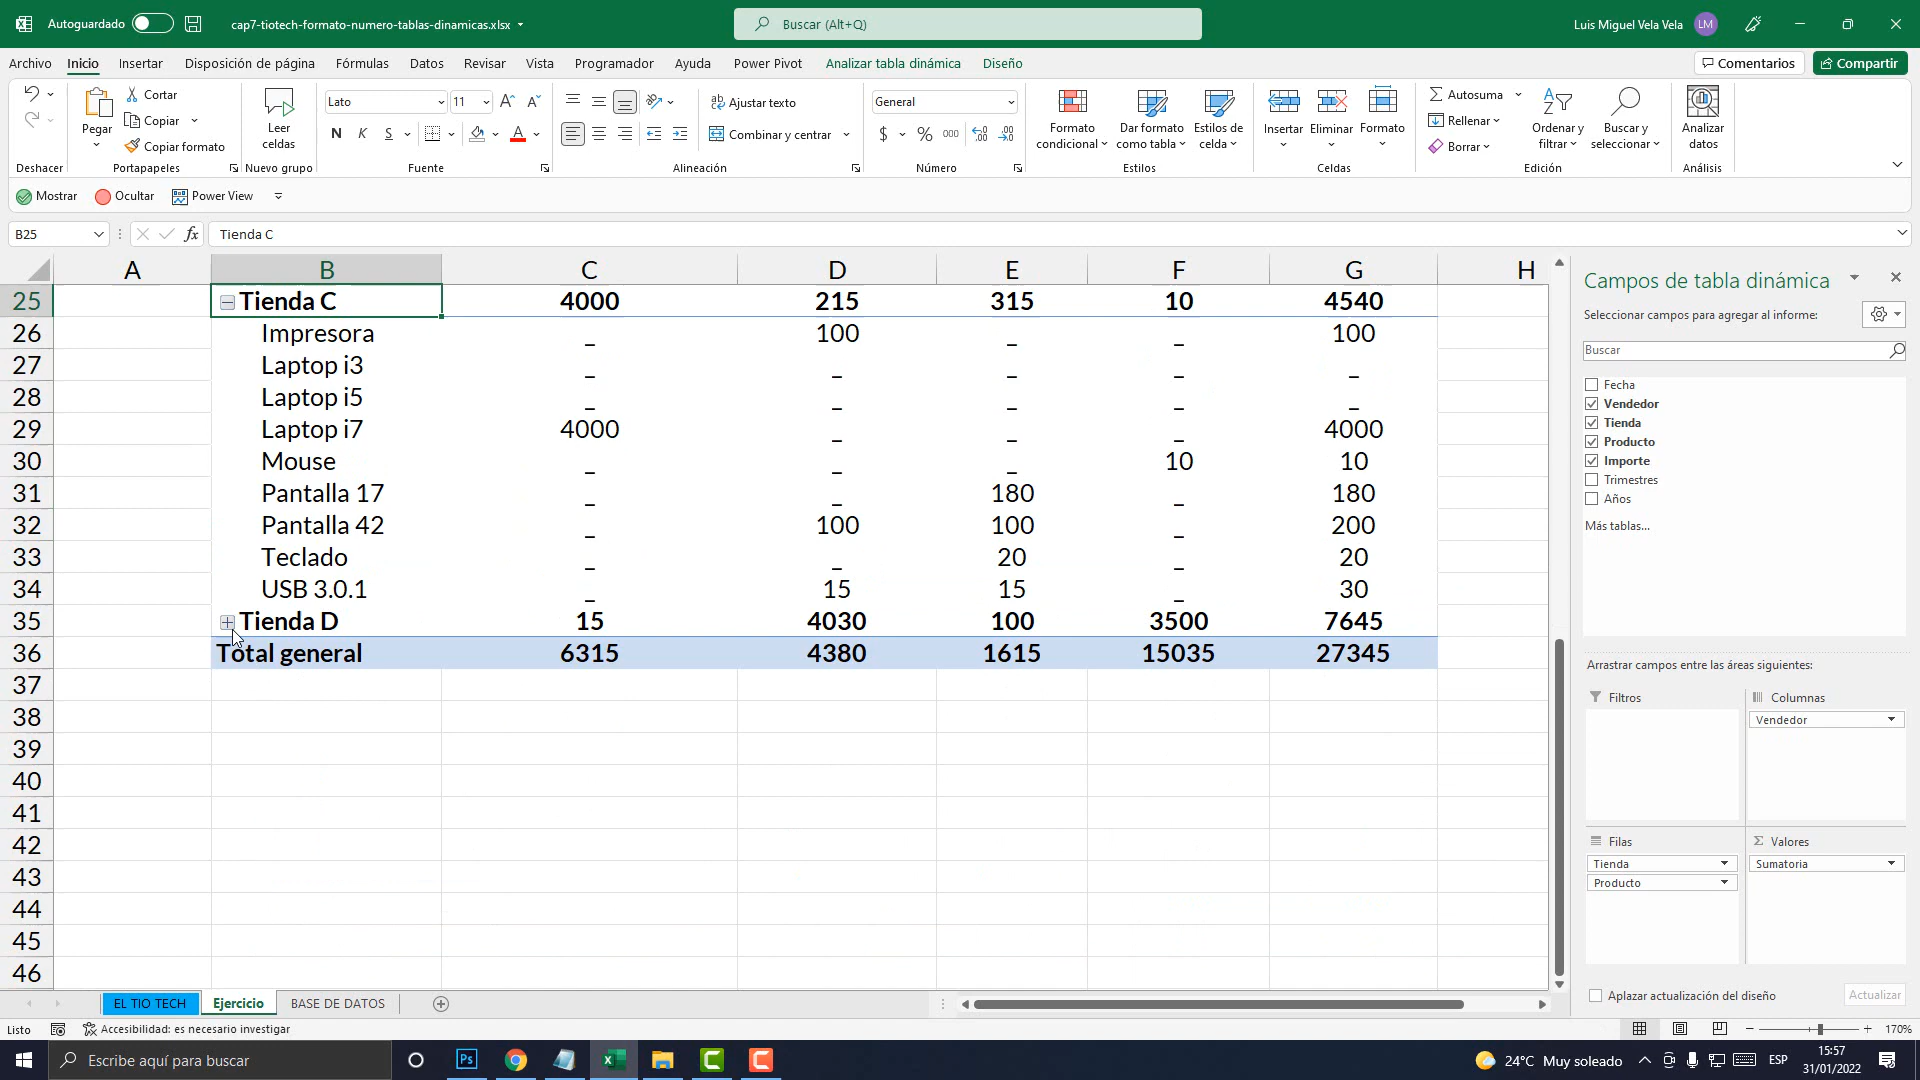 Autoguardado
cap7-tiotech-formato-numero-tablas-dinamicas.xlsx
Buscar (Alt+Q)
Luis Miguel Vela Vela LM
Archivo Inicio Insertar Disposición de página Fórmulas Datos Revisar Vista Programador Ayuda Power Pivot Analizar tabla dinámica Diseño
Comentarios Compartir
Pegar
Cortar
Copiar
Copiar formato
Leer celdas
Lato 11
N K S
Ajustar texto
Combinar y centrar
General
$ % 000
Formato condicional
Dar formato como tabla
Estilos de celda
Insertar Eliminar Formato
Autosuma
Rellenar
Borrar
Ordenar y filtrar
Buscar y seleccionar
Analizar datos
Deshacer Portapapeles Nuevo grupo Fuente Alineación Número Estilos Celdas Edición Análisis
Mostrar Ocultar Power View
B25 fx Tienda C
A B C D E F G H
25 Tienda C 4000 215 315 10 4540
26 Impresora _ 100 _ _ 100
27 Laptop i3 _ _ _ _ _
28 Laptop i5 _ _ _ _ _
29 Laptop i7 4000 _ _ _ 4000
30 Mouse _ _ _ 10 10
31 Pantalla 17 _ _ 180 _ 180
32 Pantalla 42 _ 100 100 _ 200
33 Teclado _ _ 20 _ 20
34 USB 3.0.1 _ 15 15 _ 30
35 Tienda D 15 4030 100 3500 7645
36 Total general 6315 4380 1615 15035 27345
37
38
39
40
41
42
43
44
45
46
Campos de tabla dinámica
Seleccionar campos para agregar al informe:
Buscar
Fecha
Vendedor
Tienda
Producto
Importe
Trimestres
Años
Más tablas...
Arrastrar campos entre las áreas siguientes:
Filtros Columnas
Vendedor
Filas Σ Valores
Tienda Sumatoria
Producto
Aplazar actualización del diseño Actualizar
EL TIO TECH Ejercicio BASE DE DATOS
Listo Accesibilidad: es necesario investigar 170%
Escribe aquí para buscar
Ps
24°C Muy soleado ESP
15:57
31/01/2022